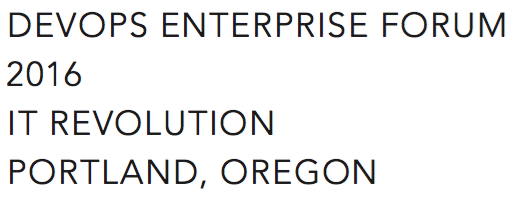 DEVOPS ENTERPRISE FORUM
2016
IT REVOLUTION
PORTLAND, OREGON